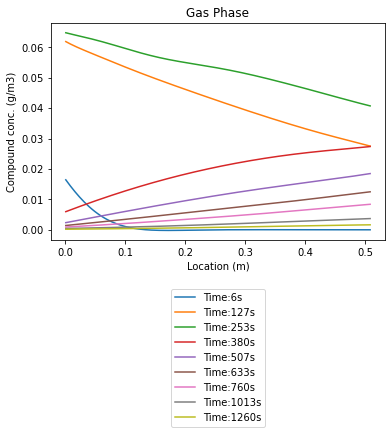 Gas Phase
Compound conc. (g/m3)
0.06
0.05
0.04
0.03
0.02
0.01
0.00
0.0 0.1 0.2 0.3 0.4 0.5
Location (m)
Time:6s
Time:127s
Time:253s
Time:380s
Time:507s
Time:633s
Time:760s
Time:1013s
Time:1260s